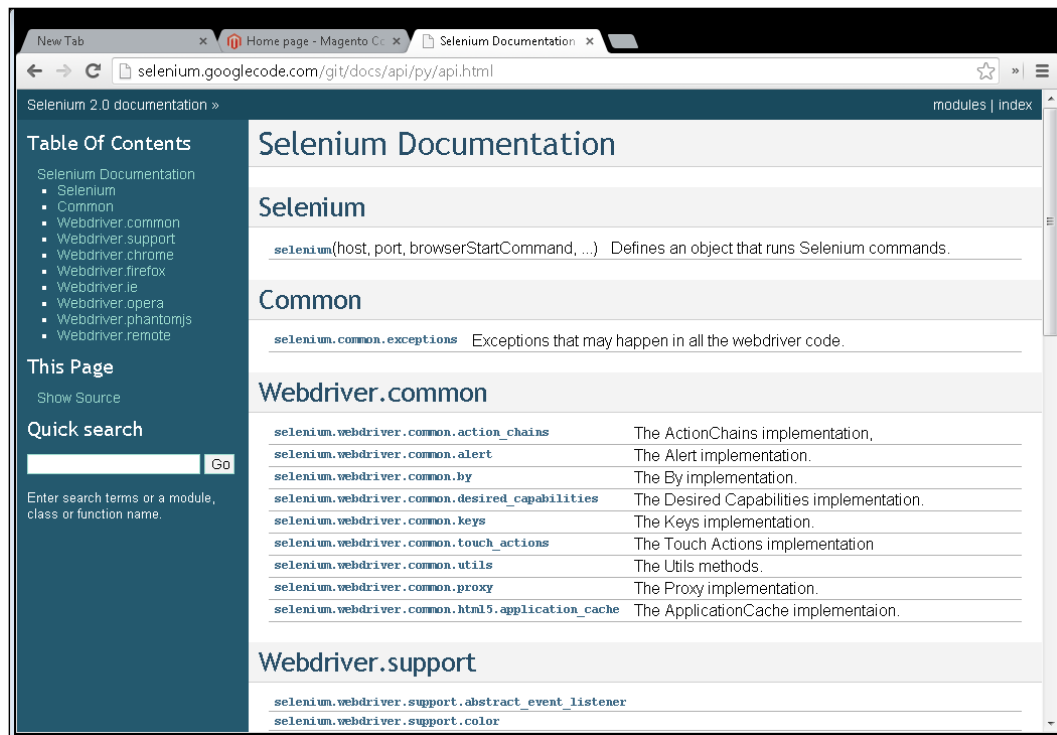 New Tab
Home page - Magento Cc
Selenium Documentation
selenium.googlecode.com/git/docs/api/py/api.html
Selenium 2.0 documentation »
modules | index
Table Of Contents
Selenium Documentation
Selenium
Common
Webdriver.common
Webdriver.support
Webdriver.chrome
Webdriver.firefox
Webdriver.ie
Webdriver.opera
Webdriver.phantomjs
Webdriver.remote
This Page
Show Source
Quick search
Go
Enter search terms or a module,
class or function name.
Selenium Documentation
Selenium
selenium(host, port, browserStartCommand, ...) Defines an object that runs Selenium commands.
Common
selenium.common.exceptions Exceptions that may happen in all the webdriver code.
Webdriver.common
selenium.webdriver.common.action_chains The ActionChains implementation,
selenium.webdriver.common.alert The Alert implementation.
selenium.webdriver.common.by The By implementation.
selenium.webdriver.common.desired_capabilities The Desired Capabilities implementation.
selenium.webdriver.common.keys The Keys implementation.
selenium.webdriver.common.touch_actions The Touch Actions implementation
selenium.webdriver.common.utils The Utils methods.
selenium.webdriver.common.proxy The Proxy implementation.
selenium.webdriver.common.html5.application_cache The ApplicationCache implementaion.
Webdriver.support
selenium.webdriver.support.abstract_event_listener
selenium.webdriver.support.color